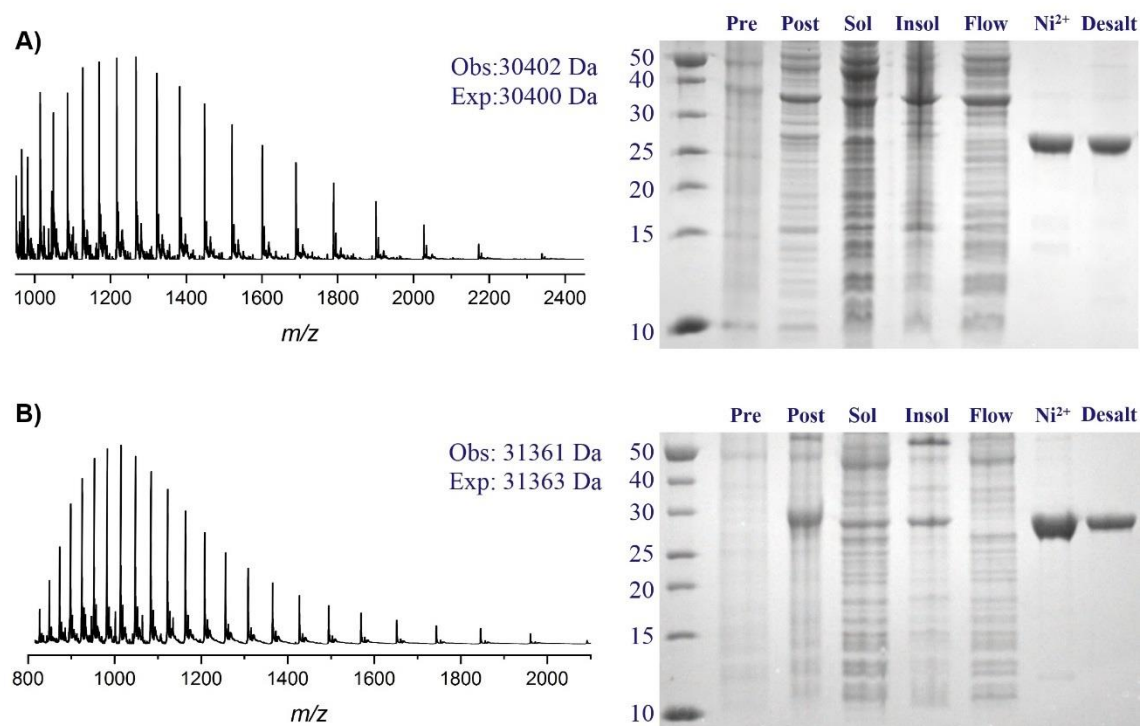 A)
Obs:30402 Da
Exp:30400 Da
1000 1200 1400 1600 1800 2000 2200 2400
m/z
Pre Post Sol Insol Flow Ni²⁺ Desalt
50
40
30
25
20
15
10
B)
Obs: 31361 Da
Exp: 31363 Da
800 1000 1200 1400 1600 1800 2000
m/z
Pre Post Sol Insol Flow Ni²⁺ Desalt
50
40
30
25
20
15
10